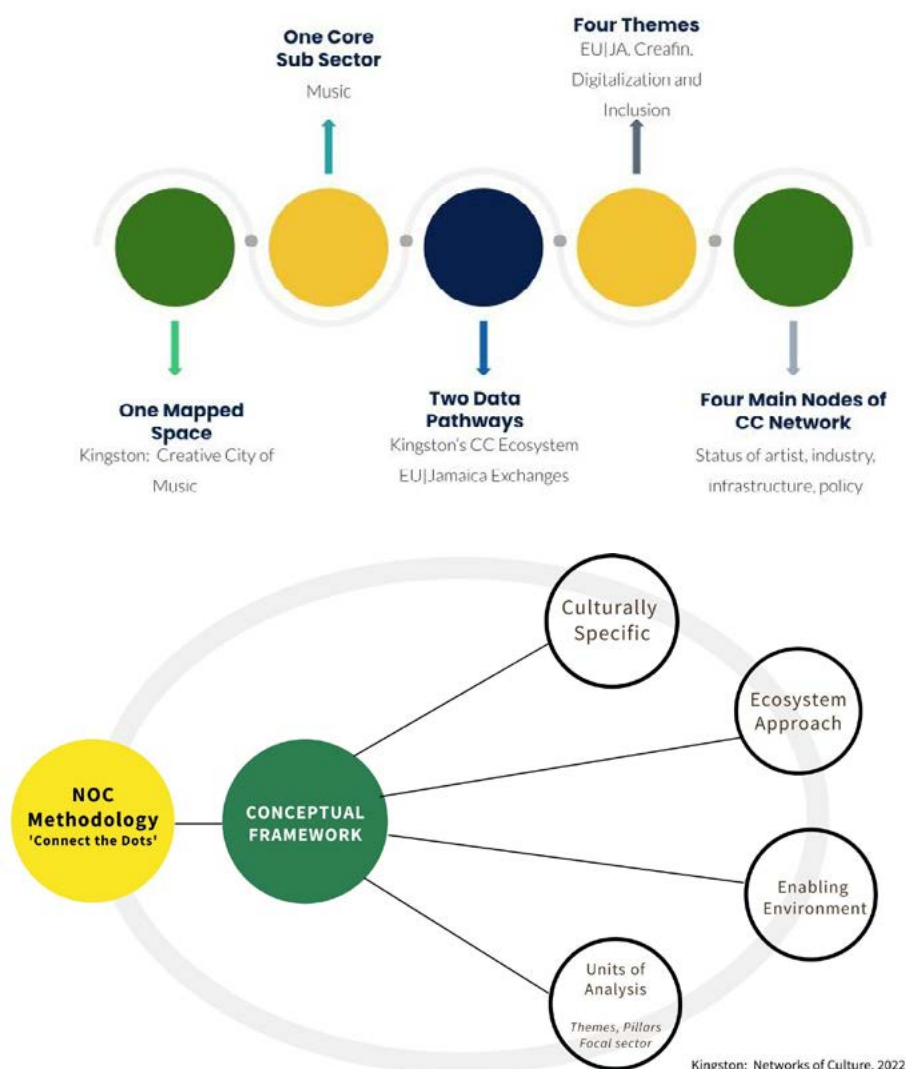 One Core
Sub Sector
Music
Four Themes
EU|JA, Creafin,
Digitalization and
Inclusion
One Mapped
Space
Kingston: Creative City of
Music
Two Data
Pathways
Kingston's CC Ecosystem
EU|Jamaica Exchanges
Four Main Nodes of
CC Network
Status of artist, industry,
infrastructure, policy
NOC
Methodology
'Connect the Dots'
CONCEPTUAL
FRAMEWORK
Culturally
Specific
Ecosystem
Approach
Enabling
Environment
Units of
Analysis
Themes, Pillars
Focal sector
Kingston: Networks of Culture, 2022